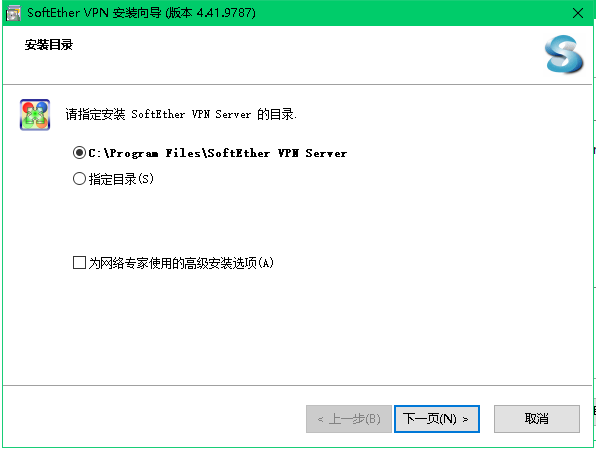 SoftEther VPN 安装向导 (版本 4.41.9787)
安装目录
请指定安装 SoftEther VPN Server 的目录.
C:\Program Files\SoftEther VPN Server
指定目录(S)
为网络专家使用的高级安装选项(A)
< 上一步(B) 下一页(N) > 取消